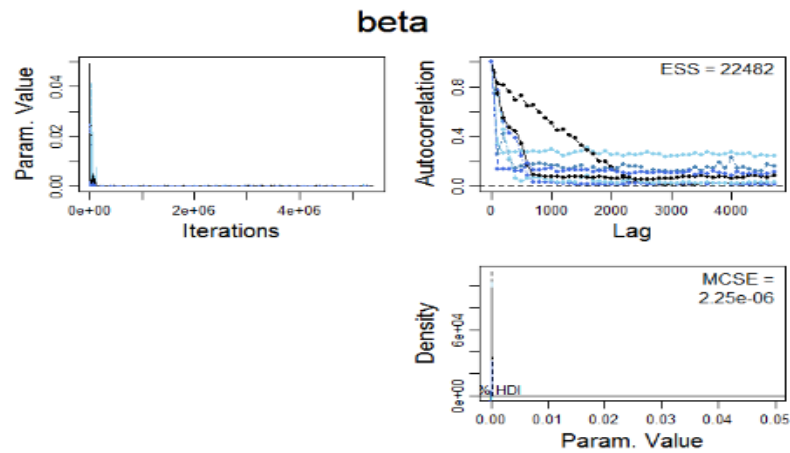 beta
Param. Value
0.00 0.02 0.04
0e+00 2e+06 4e+06
Iterations
Autocorrelation
0.0 0.4 0.8
ESS = 22482
0 1000 2000 3000 4000
Lag
Density
0e+00 6e+04
MCSE =
2.25e-06
% HDI
0.00 0.01 0.02 0.03 0.04 0.05
Param. Value